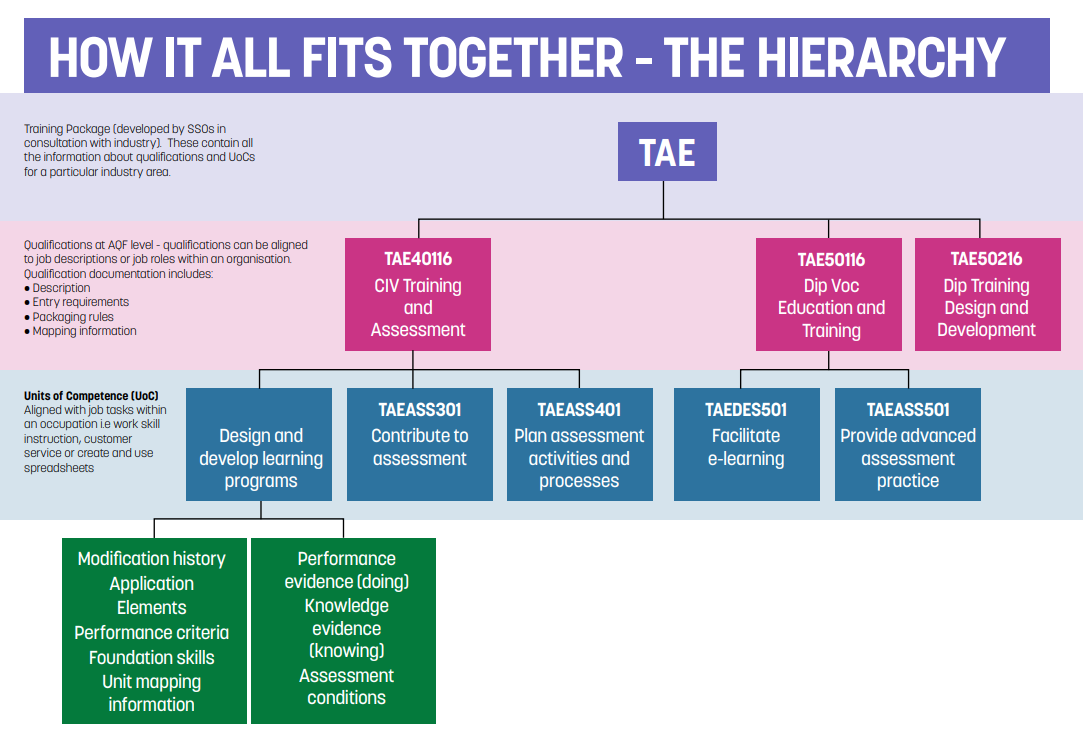 HOW IT ALL FITS TOGETHER - THE HIERARCHY
Training Package (developed by SSOs in
consultation with industry).  These contain all
the information about qualifications and UoCs
for a particular industry area.
TAE
Qualifications at AQF level - qualifications can be aligned
to job descriptions or job roles within an organisation.
Qualification documentation includes:
● Description
● Entry requirements
● Packaging rules
● Mapping information
TAE40116
CIV Training
and
Assessment
TAE50116
Dip Voc
Education and
Training
TAE50216
Dip Training
Design and
Development
Units of Competence (UoC)
Aligned with job tasks within
an occupation i.e work skill
instruction, customer
service or create and use
spreadsheets
Design and
develop learning
programs
TAEASS301
Contribute to
assessment
TAEASS401
Plan assessment
activities and
processes
TAEDES501
Facilitate
e-learning
TAEASS501
Provide advanced
assessment
practice
Modification history
Application
Elements
Performance criteria
Foundation skills
Unit mapping
information
Performance
evidence (doing)
Knowledge
evidence
(knowing)
Assessment
conditions